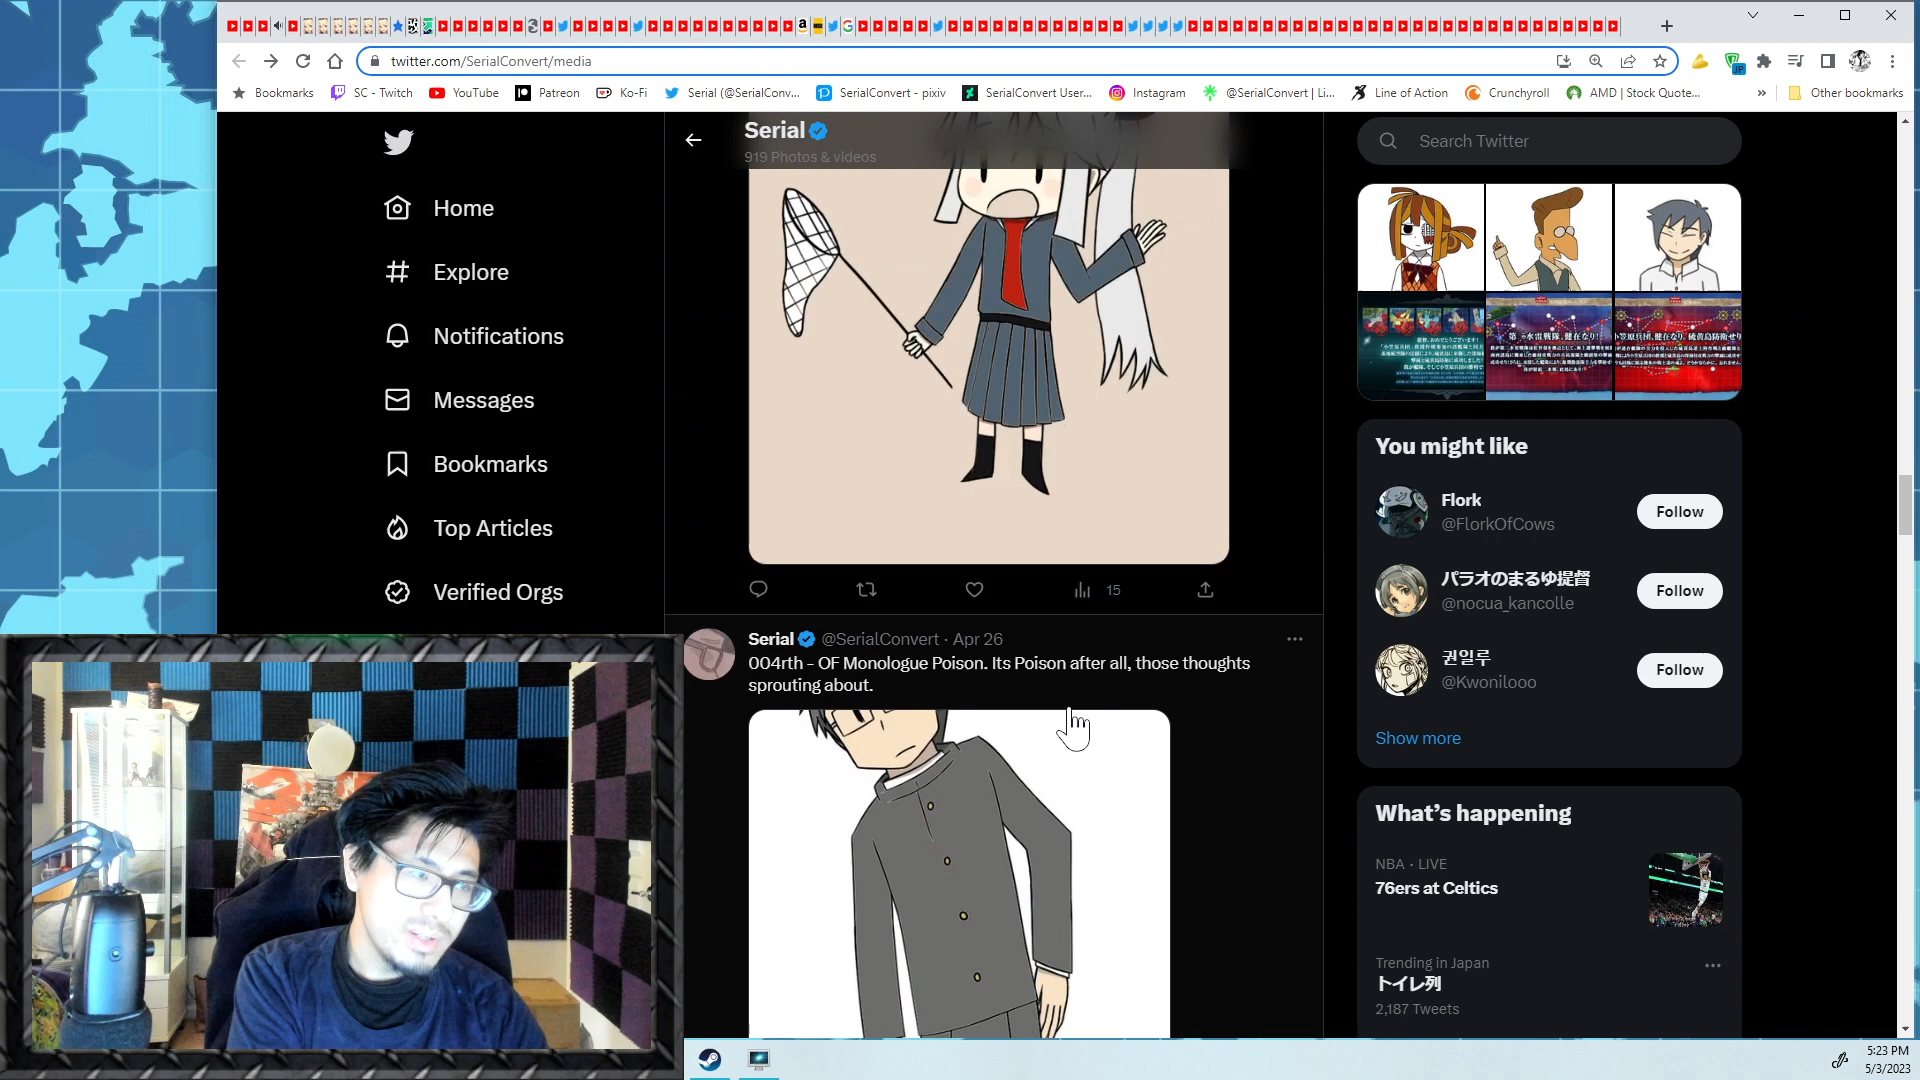 twitter.com/SerialConvert/media
Bookmarks
SC - Twitch
YouTube
Patreon
Ko-Fi
Serial (@SerialConv...
SerialConvert - pixiv
SerialConvert User...
Instagram
@SerialConvert | Li...
Line of Action
Crunchyroll
AMD | Stock Quote...
»
Other bookmarks
Serial
919 Photos & videos
Search Twitter
Home
Explore
Notifications
Messages
Bookmarks
Top Articles
Verified Orgs
15
Serial @SerialConvert · Apr 26
004rth - OF Monologue Poison. Its Poison after all, those thoughts
sprouting about.
You might like
Flork
@FlorkOfCows
Follow
パラオのまるゆ提督
@nocua_kancolle
Follow
권일루
@Kwonilooo
Follow
Show more
What's happening
NBA · LIVE
76ers at Celtics
Trending in Japan
トイレ列
2,187 Tweets
5:23 PM
5/3/2023